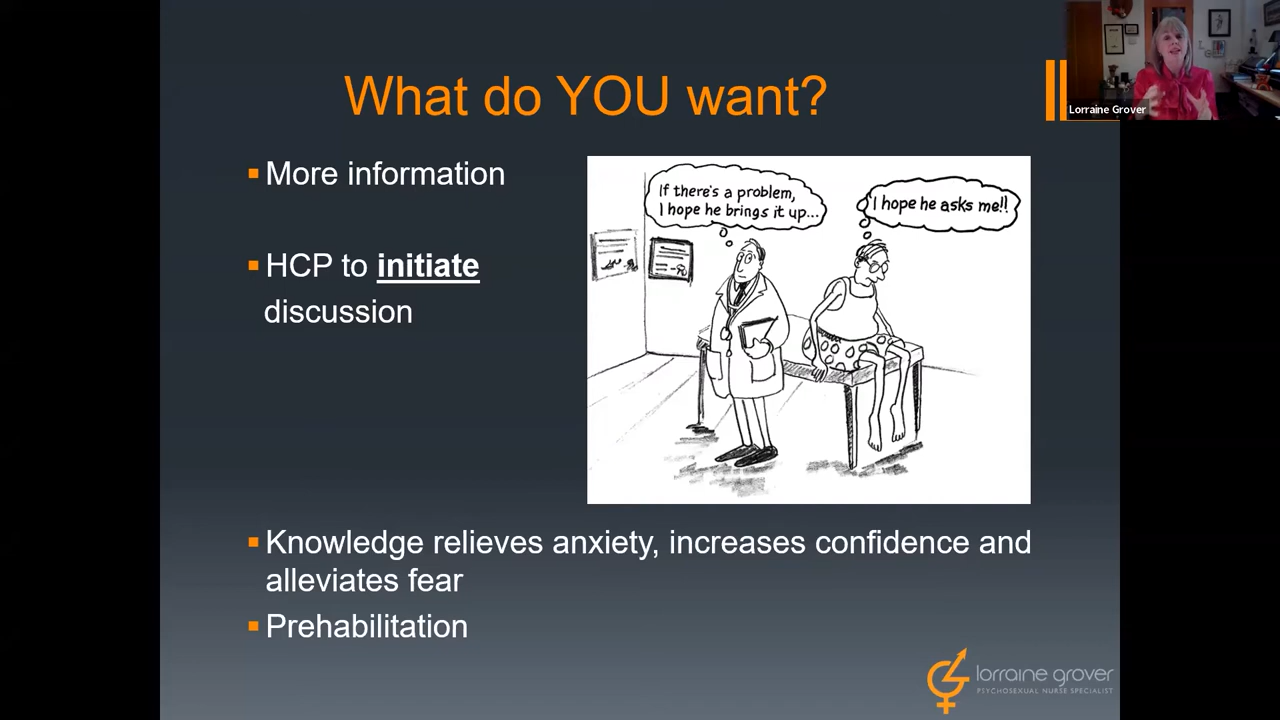 What do YOU want?
Lorraine Grover
More information
HCP to initiate
discussion
If there's a problem,
I hope he brings it up...
I hope he asks me!!
Knowledge relieves anxiety, increases confidence and
alleviates fear
Prehabilitation
lorraine grover
PSYCHOSEXUAL NURSE SPECIALIST